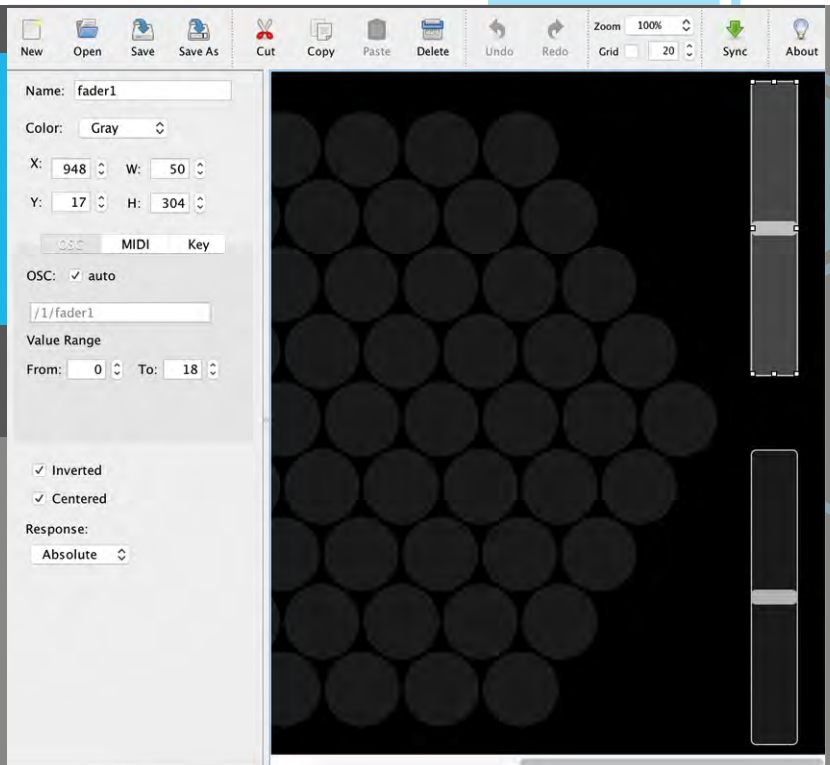 New Open Save Save As Cut Copy Paste Delete Undo Redo Zoom 100% Grid 20 Sync About
Name: fader1
Color: Gray
X: 948 W: 50
Y: 17 H: 304
OSC MIDI Key
OSC: auto
/1/fader1
Value Range
From: 0 To: 18
Inverted
Centered
Response:
Absolute